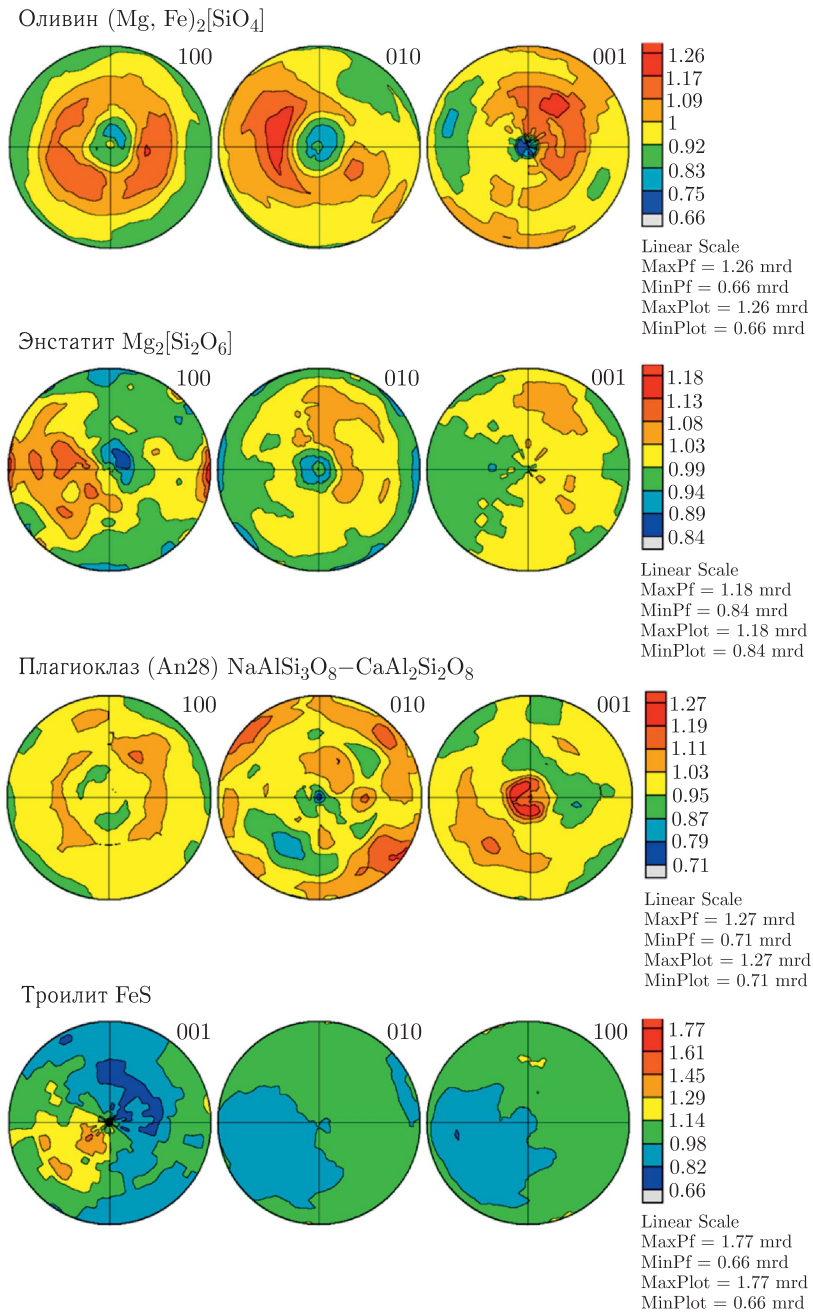 Оливин (Mg, Fe)₂[SiO₄]
100
010
001
1.26
1.17
1.09
1
0.92
0.83
0.75
0.66
Linear Scale
MaxPf = 1.26 mrd
MinPf = 0.66 mrd
MaxPlot = 1.26 mrd
MinPlot = 0.66 mrd
Энстатит Mg₂[Si₂O₆]
100
010
001
1.18
1.13
1.08
1.03
0.99
0.94
0.89
0.84
Linear Scale
MaxPf = 1.18 mrd
MinPf = 0.84 mrd
MaxPlot = 1.18 mrd
MinPlot = 0.84 mrd
Плагиоклаз (An28) NaAlSi₃O₈−CaAl₂Si₂O₈
100
010
001
1.27
1.19
1.11
1.03
0.95
0.87
0.79
0.71
Linear Scale
MaxPf = 1.27 mrd
MinPf = 0.71 mrd
MaxPlot = 1.27 mrd
MinPlot = 0.71 mrd
Троилит FeS
001
010
100
1.77
1.61
1.45
1.29
1.14
0.98
0.82
0.66
Linear Scale
MaxPf = 1.77 mrd
MinPf = 0.66 mrd
MaxPlot = 1.77 mrd
MinPlot = 0.66 mrd